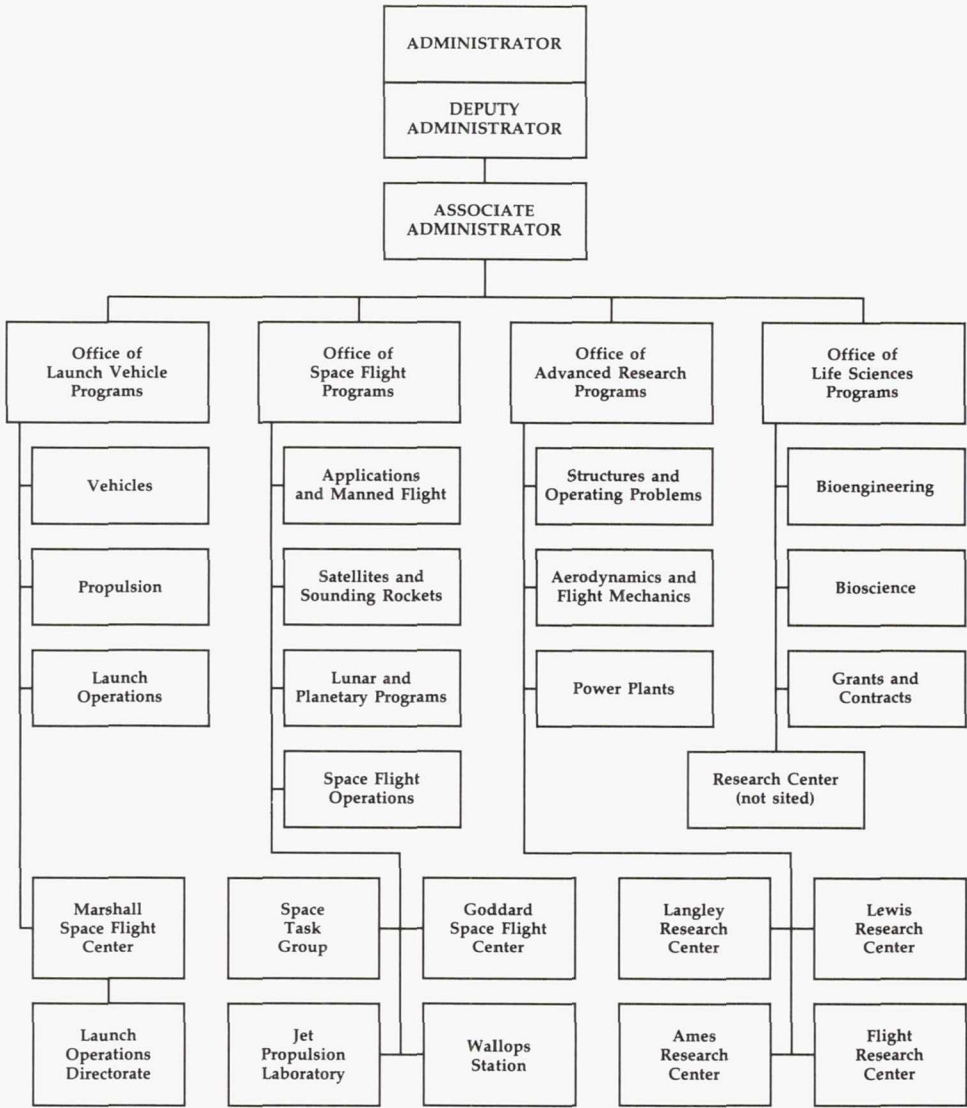 ADMINISTRATOR
DEPUTY
ADMINISTRATOR
ASSOCIATE
ADMINISTRATOR
Office of
Launch Vehicle
Programs
Office of
Space Flight
Programs
Office of
Advanced Research
Programs
Office of
Life Sciences
Programs
Vehicles
Propulsion
Launch
Operations
Applications
and Manned Flight
Satellites and
Sounding Rockets
Lunar and
Planetary Programs
Space Flight
Operations
Structures and
Operating Problems
Aerodynamics and
Flight Mechanics
Power Plants
Bioengineering
Bioscience
Grants and
Contracts
Research Center
(not sited)
Marshall
Space Flight
Center
Launch
Operations
Directorate
Space
Task
Group
Goddard
Space Flight
Center
Jet
Propulsion
Laboratory
Wallops
Station
Langley
Research
Center
Lewis
Research
Center
Ames
Research
Center
Flight
Research
Center